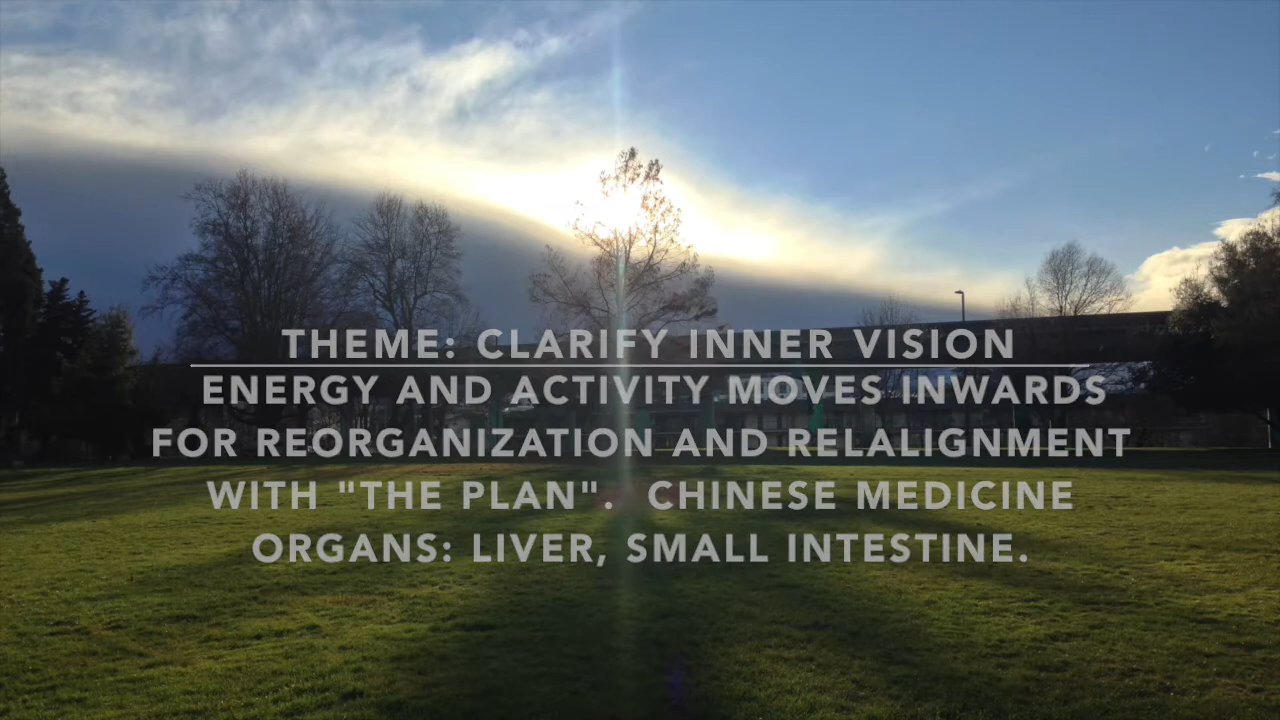 THEME: CLARIFY INNER VISION
ENERGY AND ACTIVITY MOVES INWARDS
FOR REORGANIZATION AND RELALIGNMENT
WITH "THE PLAN".  CHINESE MEDICINE
ORGANS: LIVER, SMALL INTESTINE.